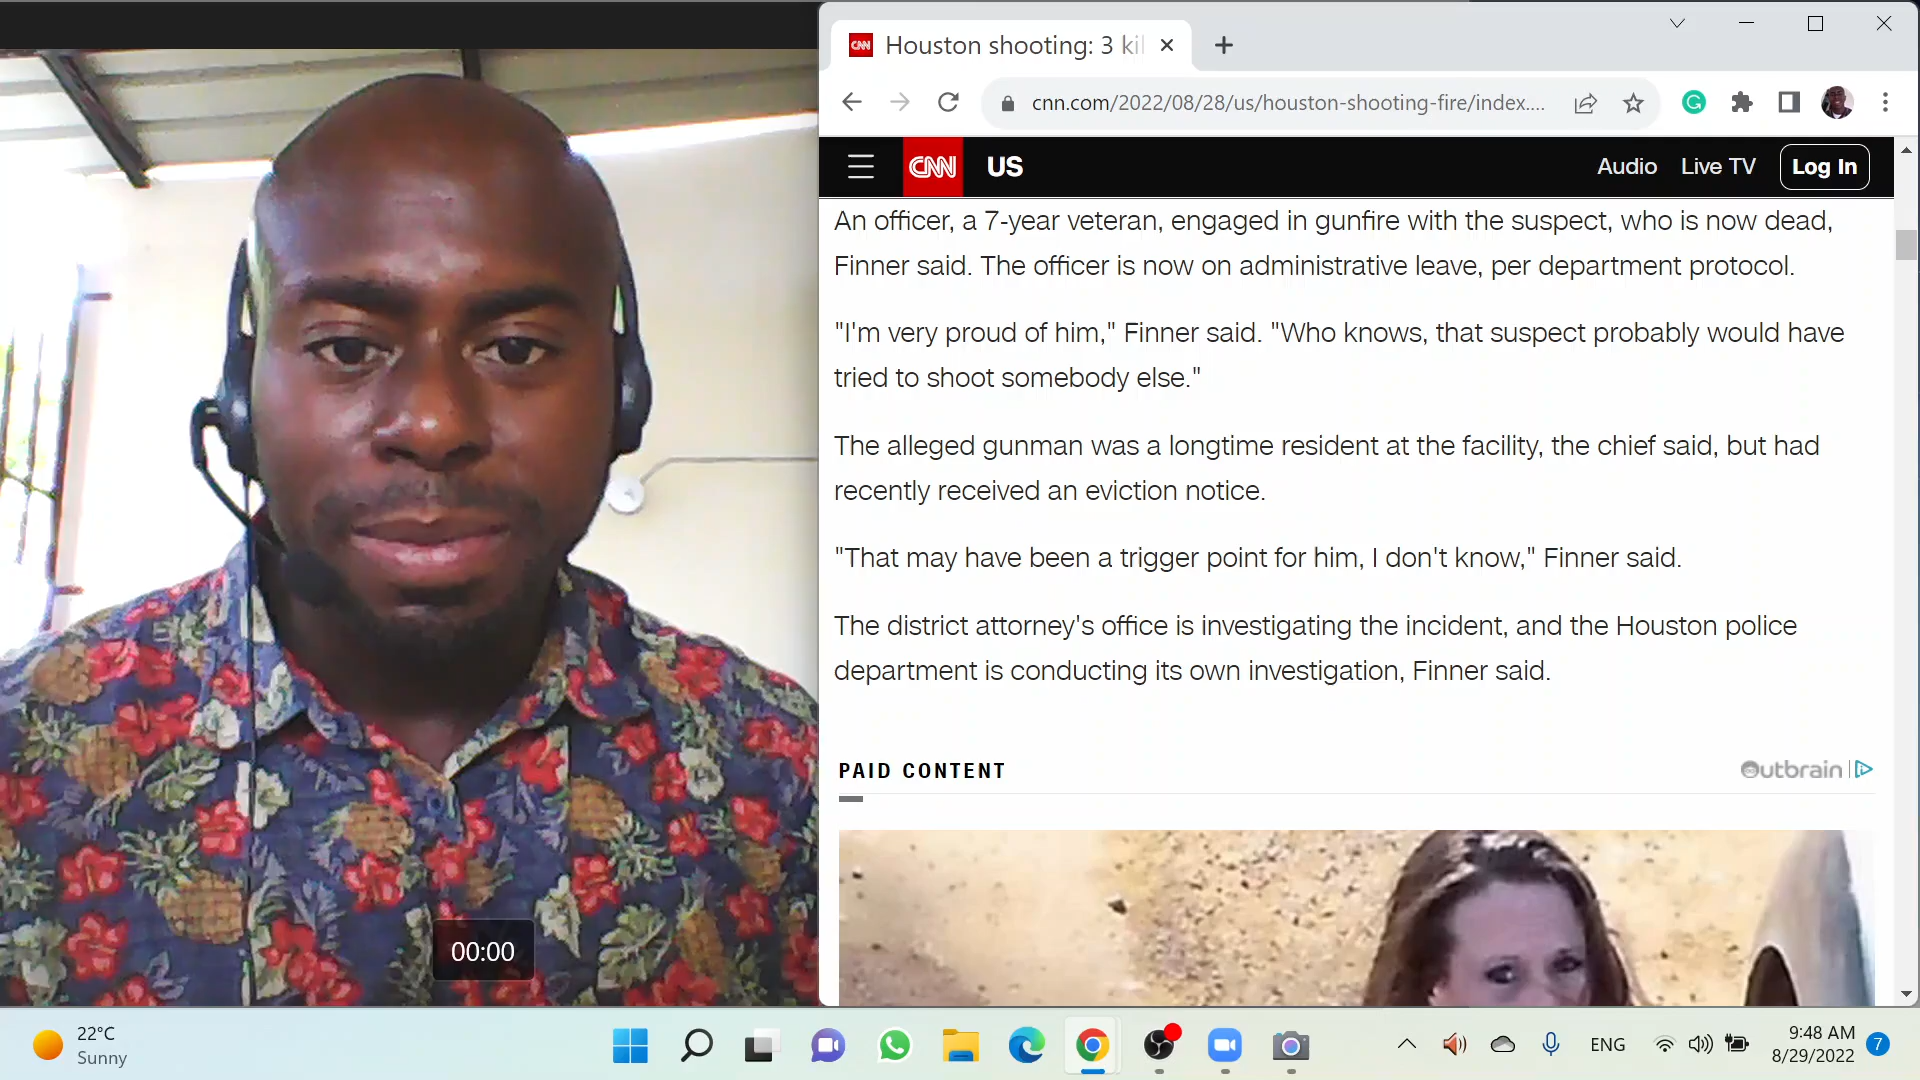 Houston shooting: 3 kil
cnn.com/2022/08/28/us/houston-shooting-fire/index....
CNN US Audio Live TV Log In
An officer, a 7-year veteran, engaged in gunfire with the suspect, who is now dead,
Finner said. The officer is now on administrative leave, per department protocol.
"I'm very proud of him," Finner said. "Who knows, that suspect probably would have
tried to shoot somebody else."
The alleged gunman was a longtime resident at the facility, the chief said, but had
recently received an eviction notice.
"That may have been a trigger point for him, I don't know," Finner said.
The district attorney's office is investigating the incident, and the Houston police
department is conducting its own investigation, Finner said.
PAID CONTENT
Outbrain
00:00
22°C
Sunny
ENG
9:48 AM
8/29/2022
7